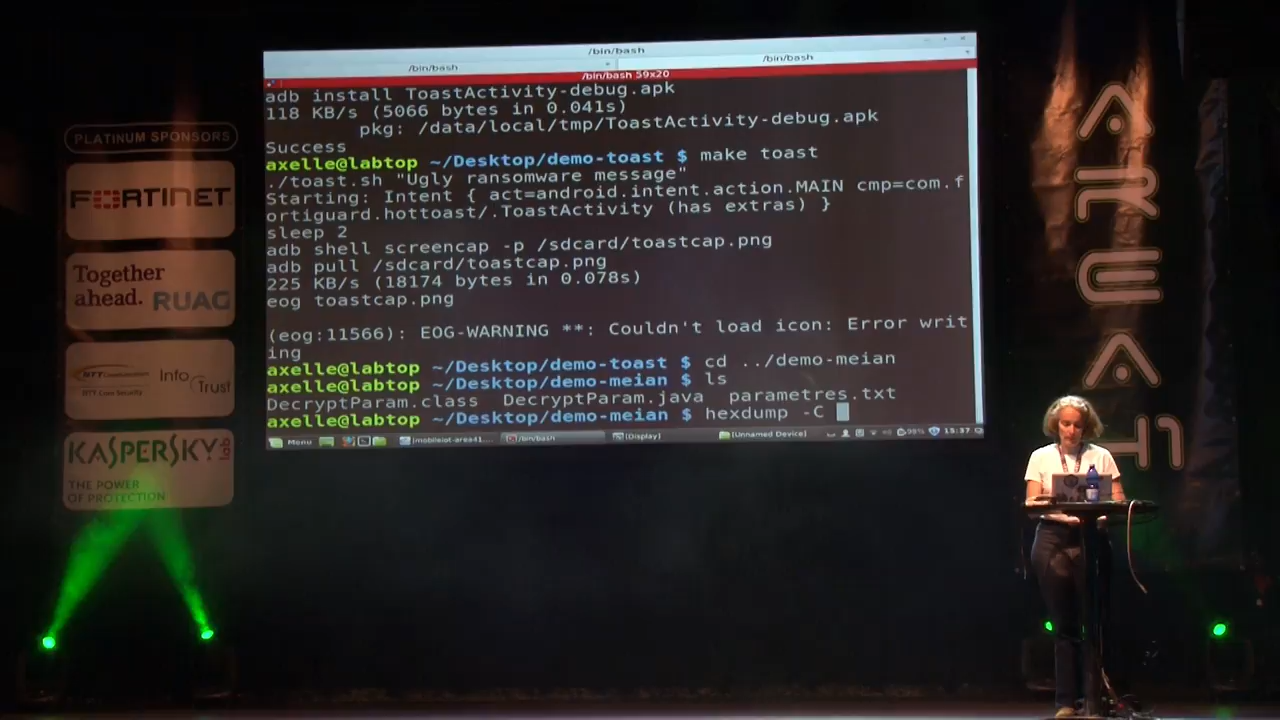 PLATINUM SPONSORS
FORTINET
Together
ahead. RUAG
InfoTrust
KASPERSKY lab
THE POWER
OF PROTECTION
/bin/bash
/bin/bash
/bin/bash
/bin/bash 59x20
adb install ToastActivity-debug.apk
118 KB/s (5066 bytes in 0.041s)
pkg: /data/local/tmp/ToastActivity-debug.apk
Success
axelle@labtop ~/Desktop/demo-toast $ make toast
./toast.sh "Ugly ransomware message"
Starting: Intent { act=android.intent.action.MAIN cmp=com.f
ortiguard.hottoast/.ToastActivity (has extras) }
sleep 2
adb shell screencap -p /sdcard/toastcap.png
adb pull /sdcard/toastcap.png
225 KB/s (18174 bytes in 0.078s)
eog toastcap.png
(eog:11566): EOG-WARNING **: Couldn't load icon: Error writ
ing
axelle@labtop ~/Desktop/demo-toast $ cd ../demo-meian
axelle@labtop ~/Desktop/demo-meian $ ls
DecryptParam.class DecryptParam.java parametres.txt
axelle@labtop ~/Desktop/demo-meian $ hexdump -C
Menu
/bin/bash
[Display]
[Unnamed Device]
15:37